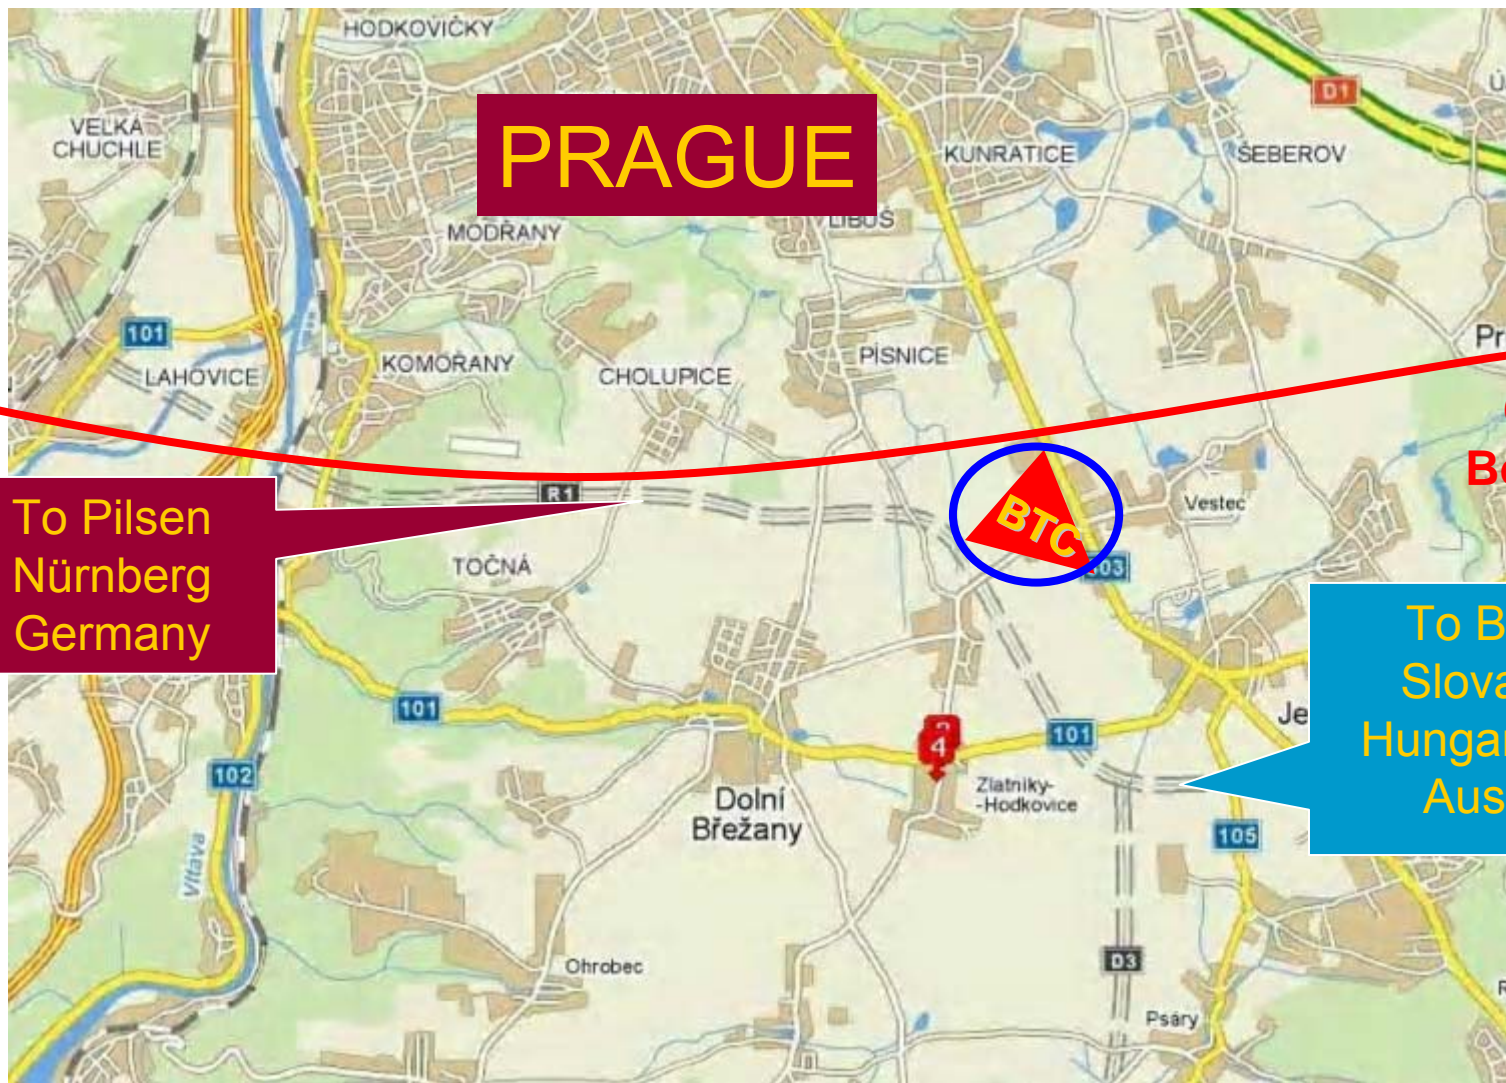 HODKOVIČKY
D1
VELKÁ
CHUCHLE
PRAGUE
KUNRATICE
ŠEBEROV
LIBUŠ
MODŘANY
101
PÍSNICE
KOMOŘANY
LAHOVICE
CHOLUPICE
R1
To Pilsen
Nürnberg
Germany
Vestec
BTC
TOČNÁ
101
102
101
4
Zlatníky-
-Hodkovice
Dolní
Břežany
105
Vltava
Ohrobec
D3
Psáry